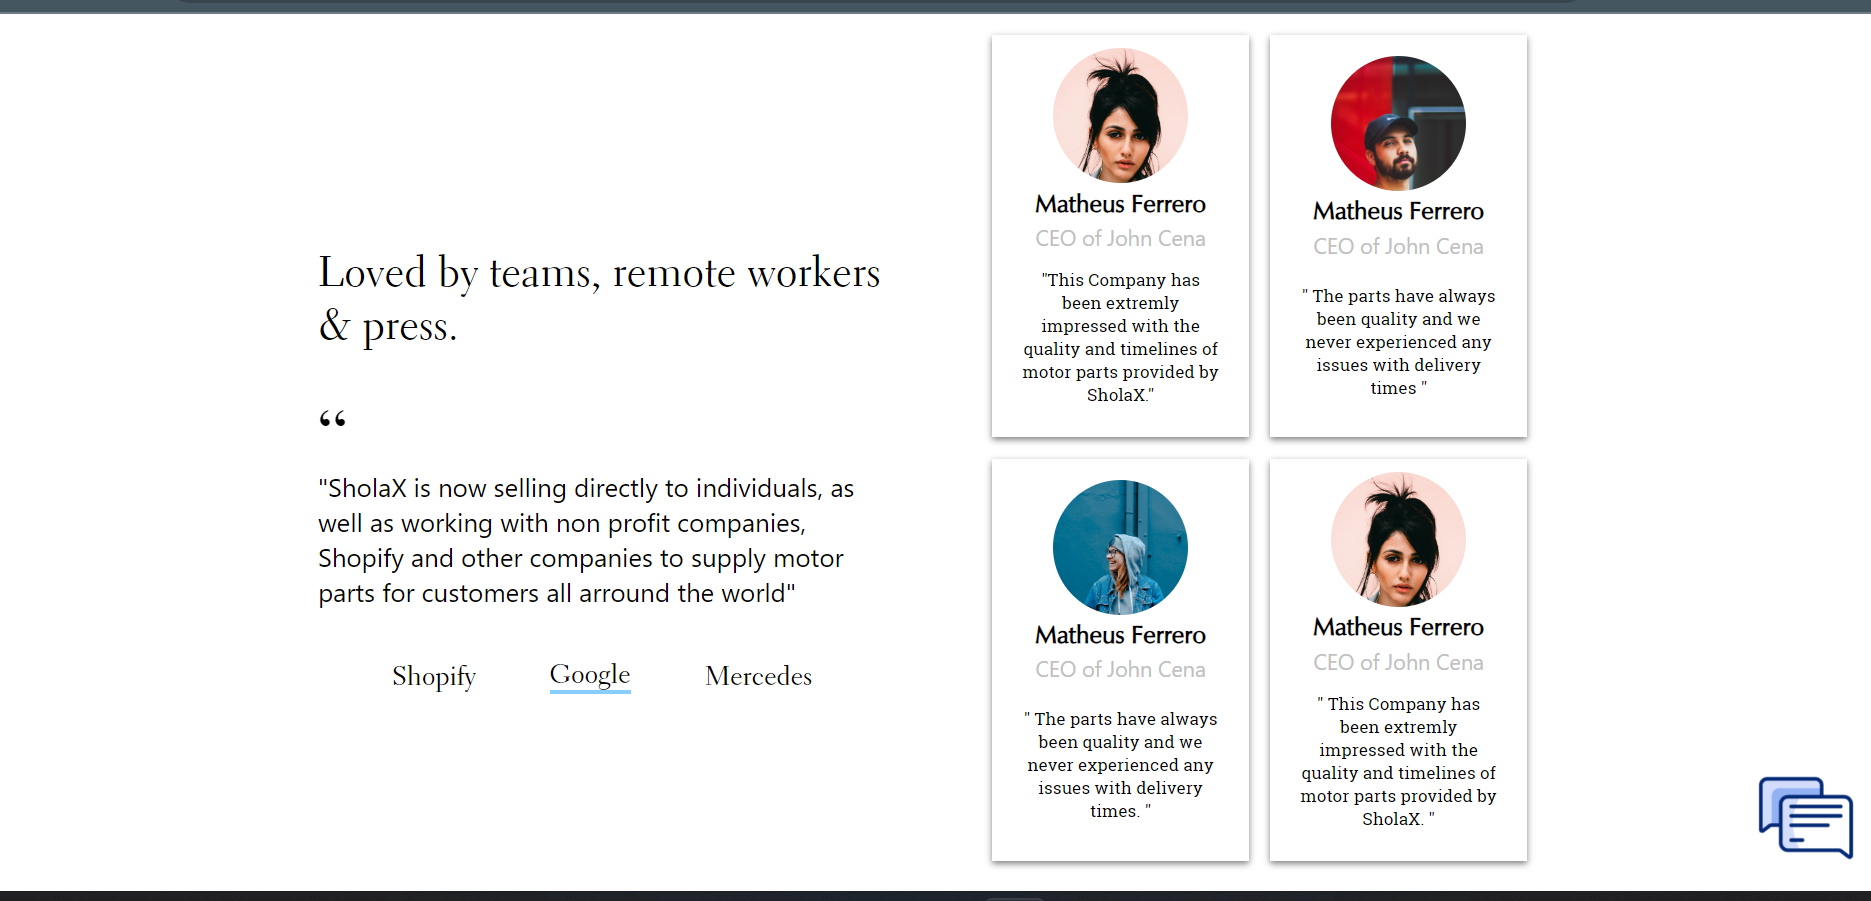 Loved by teams, remote workers
& press.
“
"SholaX is now selling directly to individuals, as
well as working with non profit companies,
Shopify and other companies to supply motor
parts for customers all arround the world"
Shopify
Google
Mercedes
Matheus Ferrero
CEO of John Cena
"This Company has
been extremly
impressed with the
quality and timelines of
motor parts provided by
SholaX."
Matheus Ferrero
CEO of John Cena
" The parts have always
been quality and we
never experienced any
issues with delivery
times "
Matheus Ferrero
CEO of John Cena
" The parts have always
been quality and we
never experienced any
issues with delivery
times. "
Matheus Ferrero
CEO of John Cena
" This Company has
been extremly
impressed with the
quality and timelines of
motor parts provided by
SholaX. "